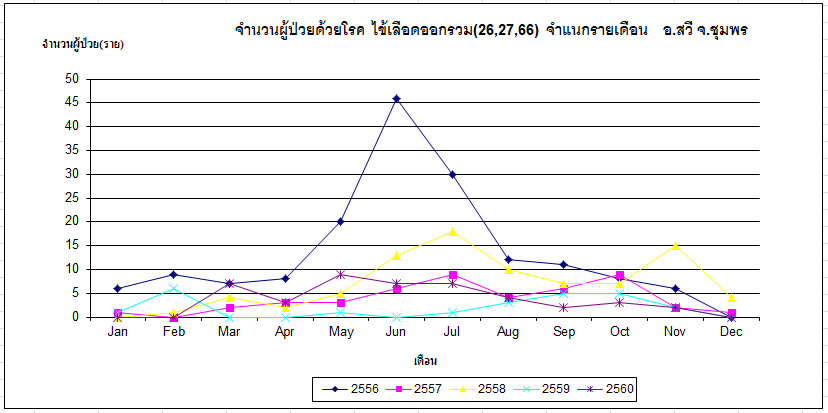 จำนวนผู้ป่วยด้วยโรค ไข้เลือดออกรวม(26,27,66) จำแนกรายเดือน อ.สวี จ.ชุมพร
จำนวนผู้ป่วย(ราย)
50
45
40
35
30
25
20
15
10
5
0
Jan Feb Mar Apr May Jun Jul Aug Sep Oct Nov Dec
เดือน
2556 2557 2558 2559 2560